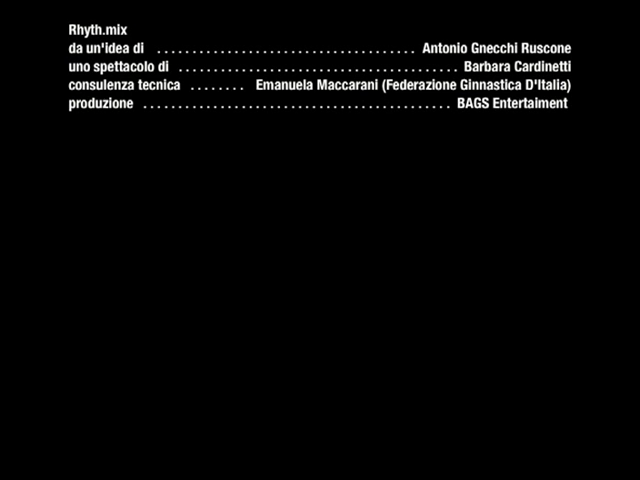 Rhyth.mix
da un'idea di ..................................... Antonio Gnecchi Ruscone
uno spettacolo di ........................................ Barbara Cardinetti
consulenza tecnica ........ Emanuela Maccarani (Federazione Ginnastica D'Italia)
produzione ............................................ BAGS Entertaiment